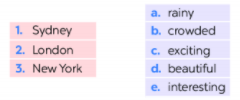 1. Sydney
2. London
3. New York
a. rainy
b. crowded
c. exciting
d. beautiful
e. interesting